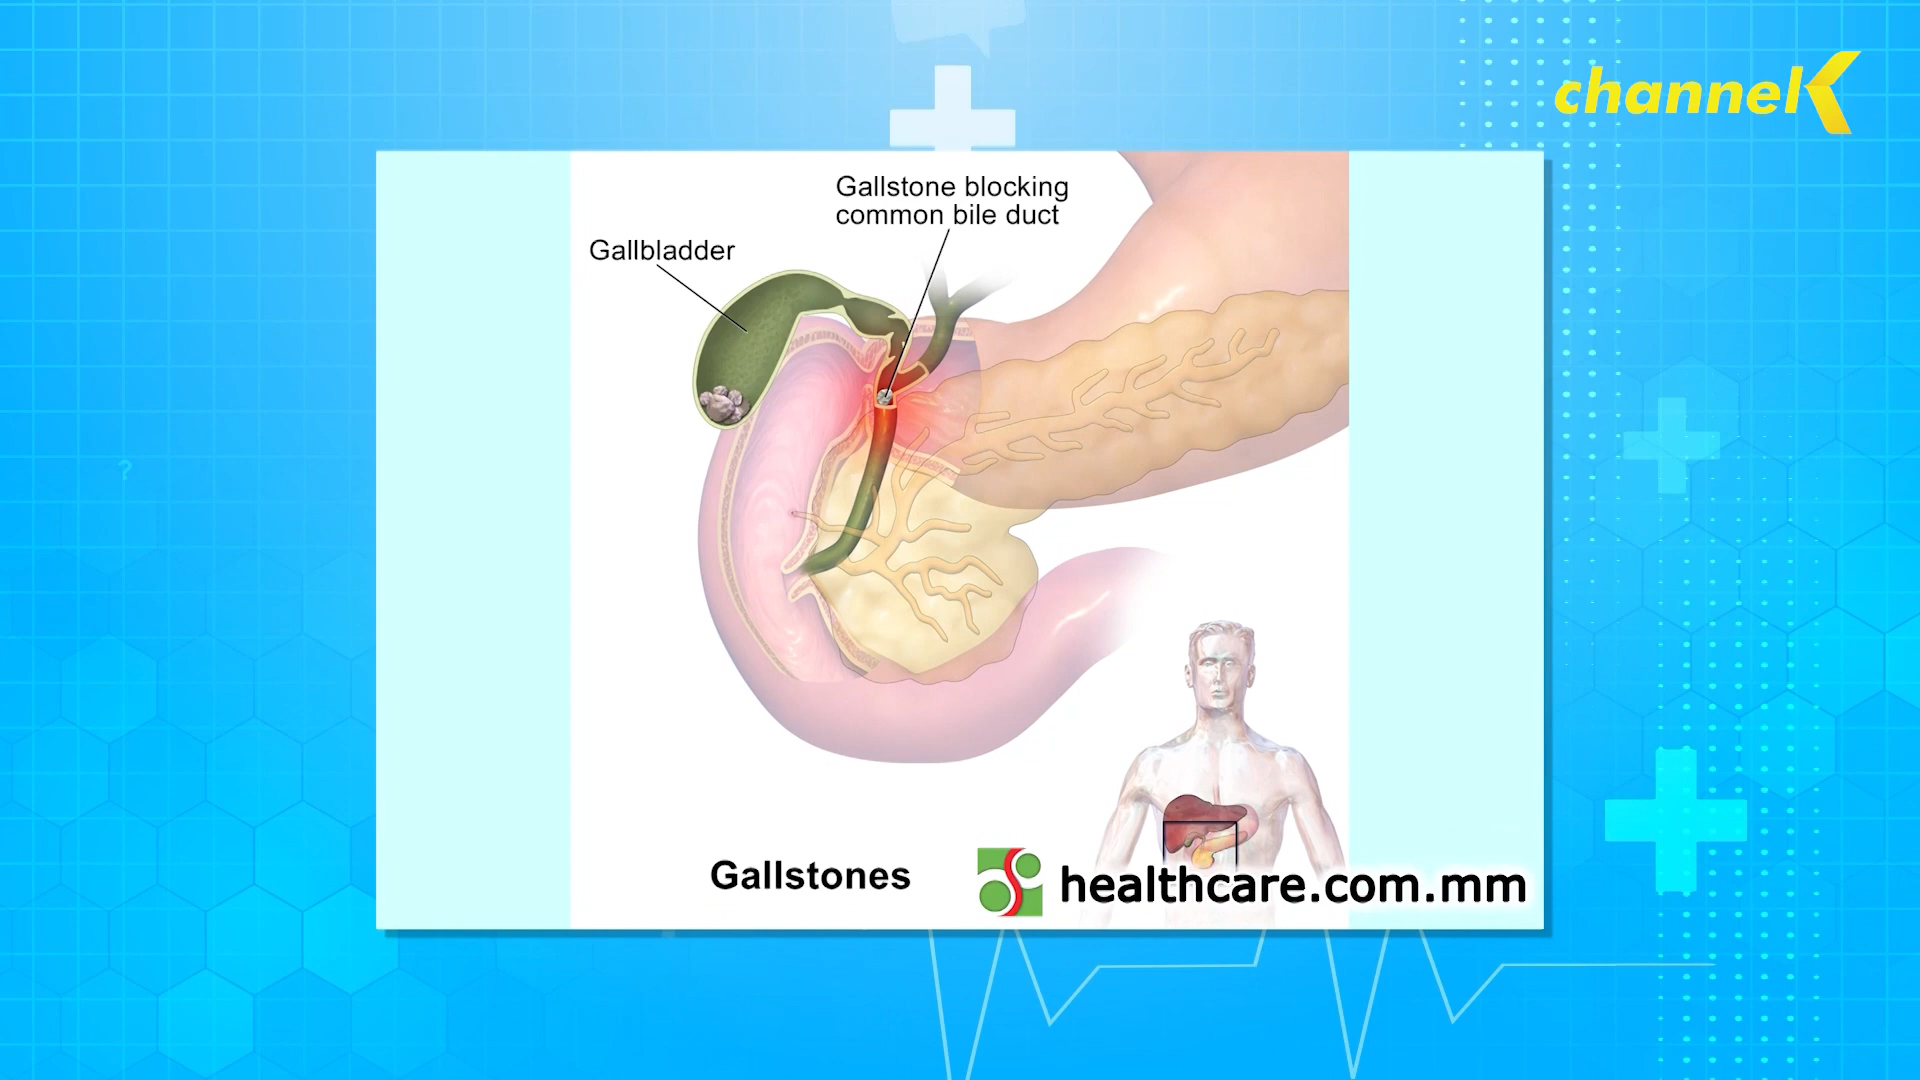 channelK
Gallstone blocking
common bile duct
Gallbladder
?
Gallstones
healthcare.com.mm